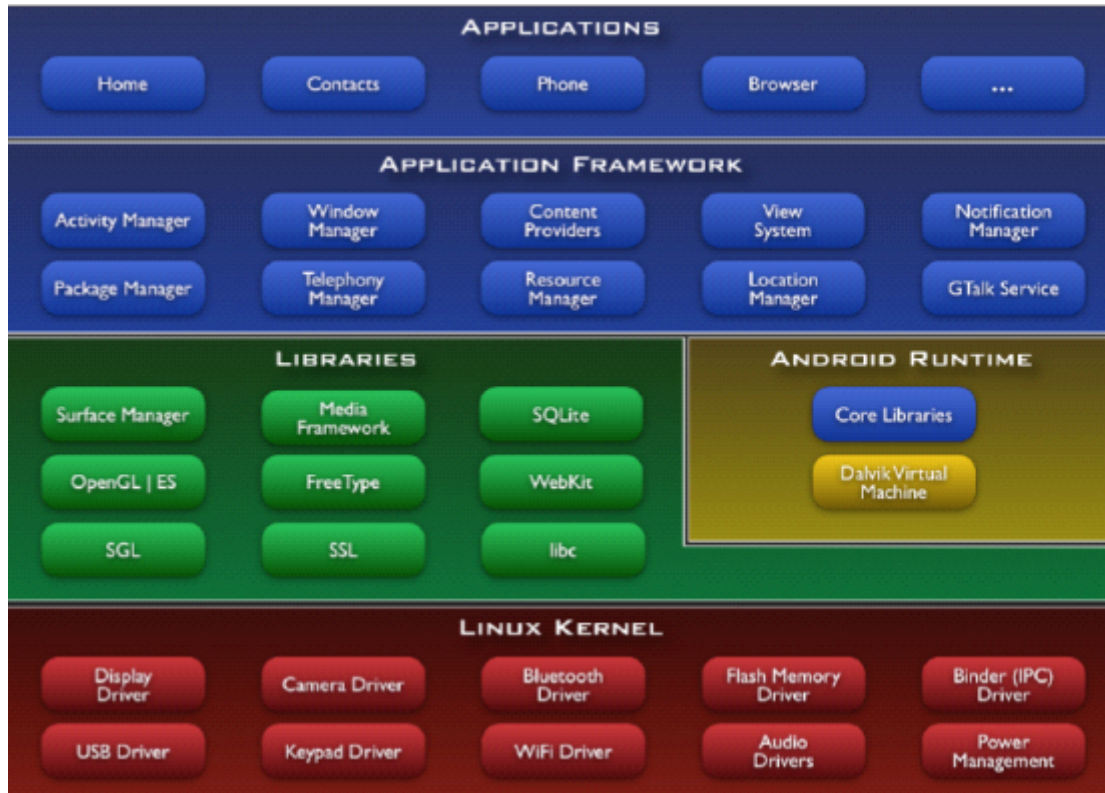 APPLICATIONS
Home
Contacts
Phone
Browser
...
APPLICATION FRAMEWORK
Activity Manager
Window
Manager
Content
Providers
View
System
Notification
Manager
Package Manager
Telephony
Manager
Resource
Manager
Location
Manager
GTalk Service
LIBRARIES
Surface Manager
Media
Framework
SQLite
OpenGL | ES
FreeType
WebKit
SGL
SSL
libc
ANDROID RUNTIME
Core Libraries
Dalvik Virtual
Machine
LINUX KERNEL
Display
Driver
Camera Driver
Bluetooth
Driver
Flash Memory
Driver
Binder (IPC)
Driver
USB Driver
Keypad Driver
WiFi Driver
Audio
Drivers
Power
Management